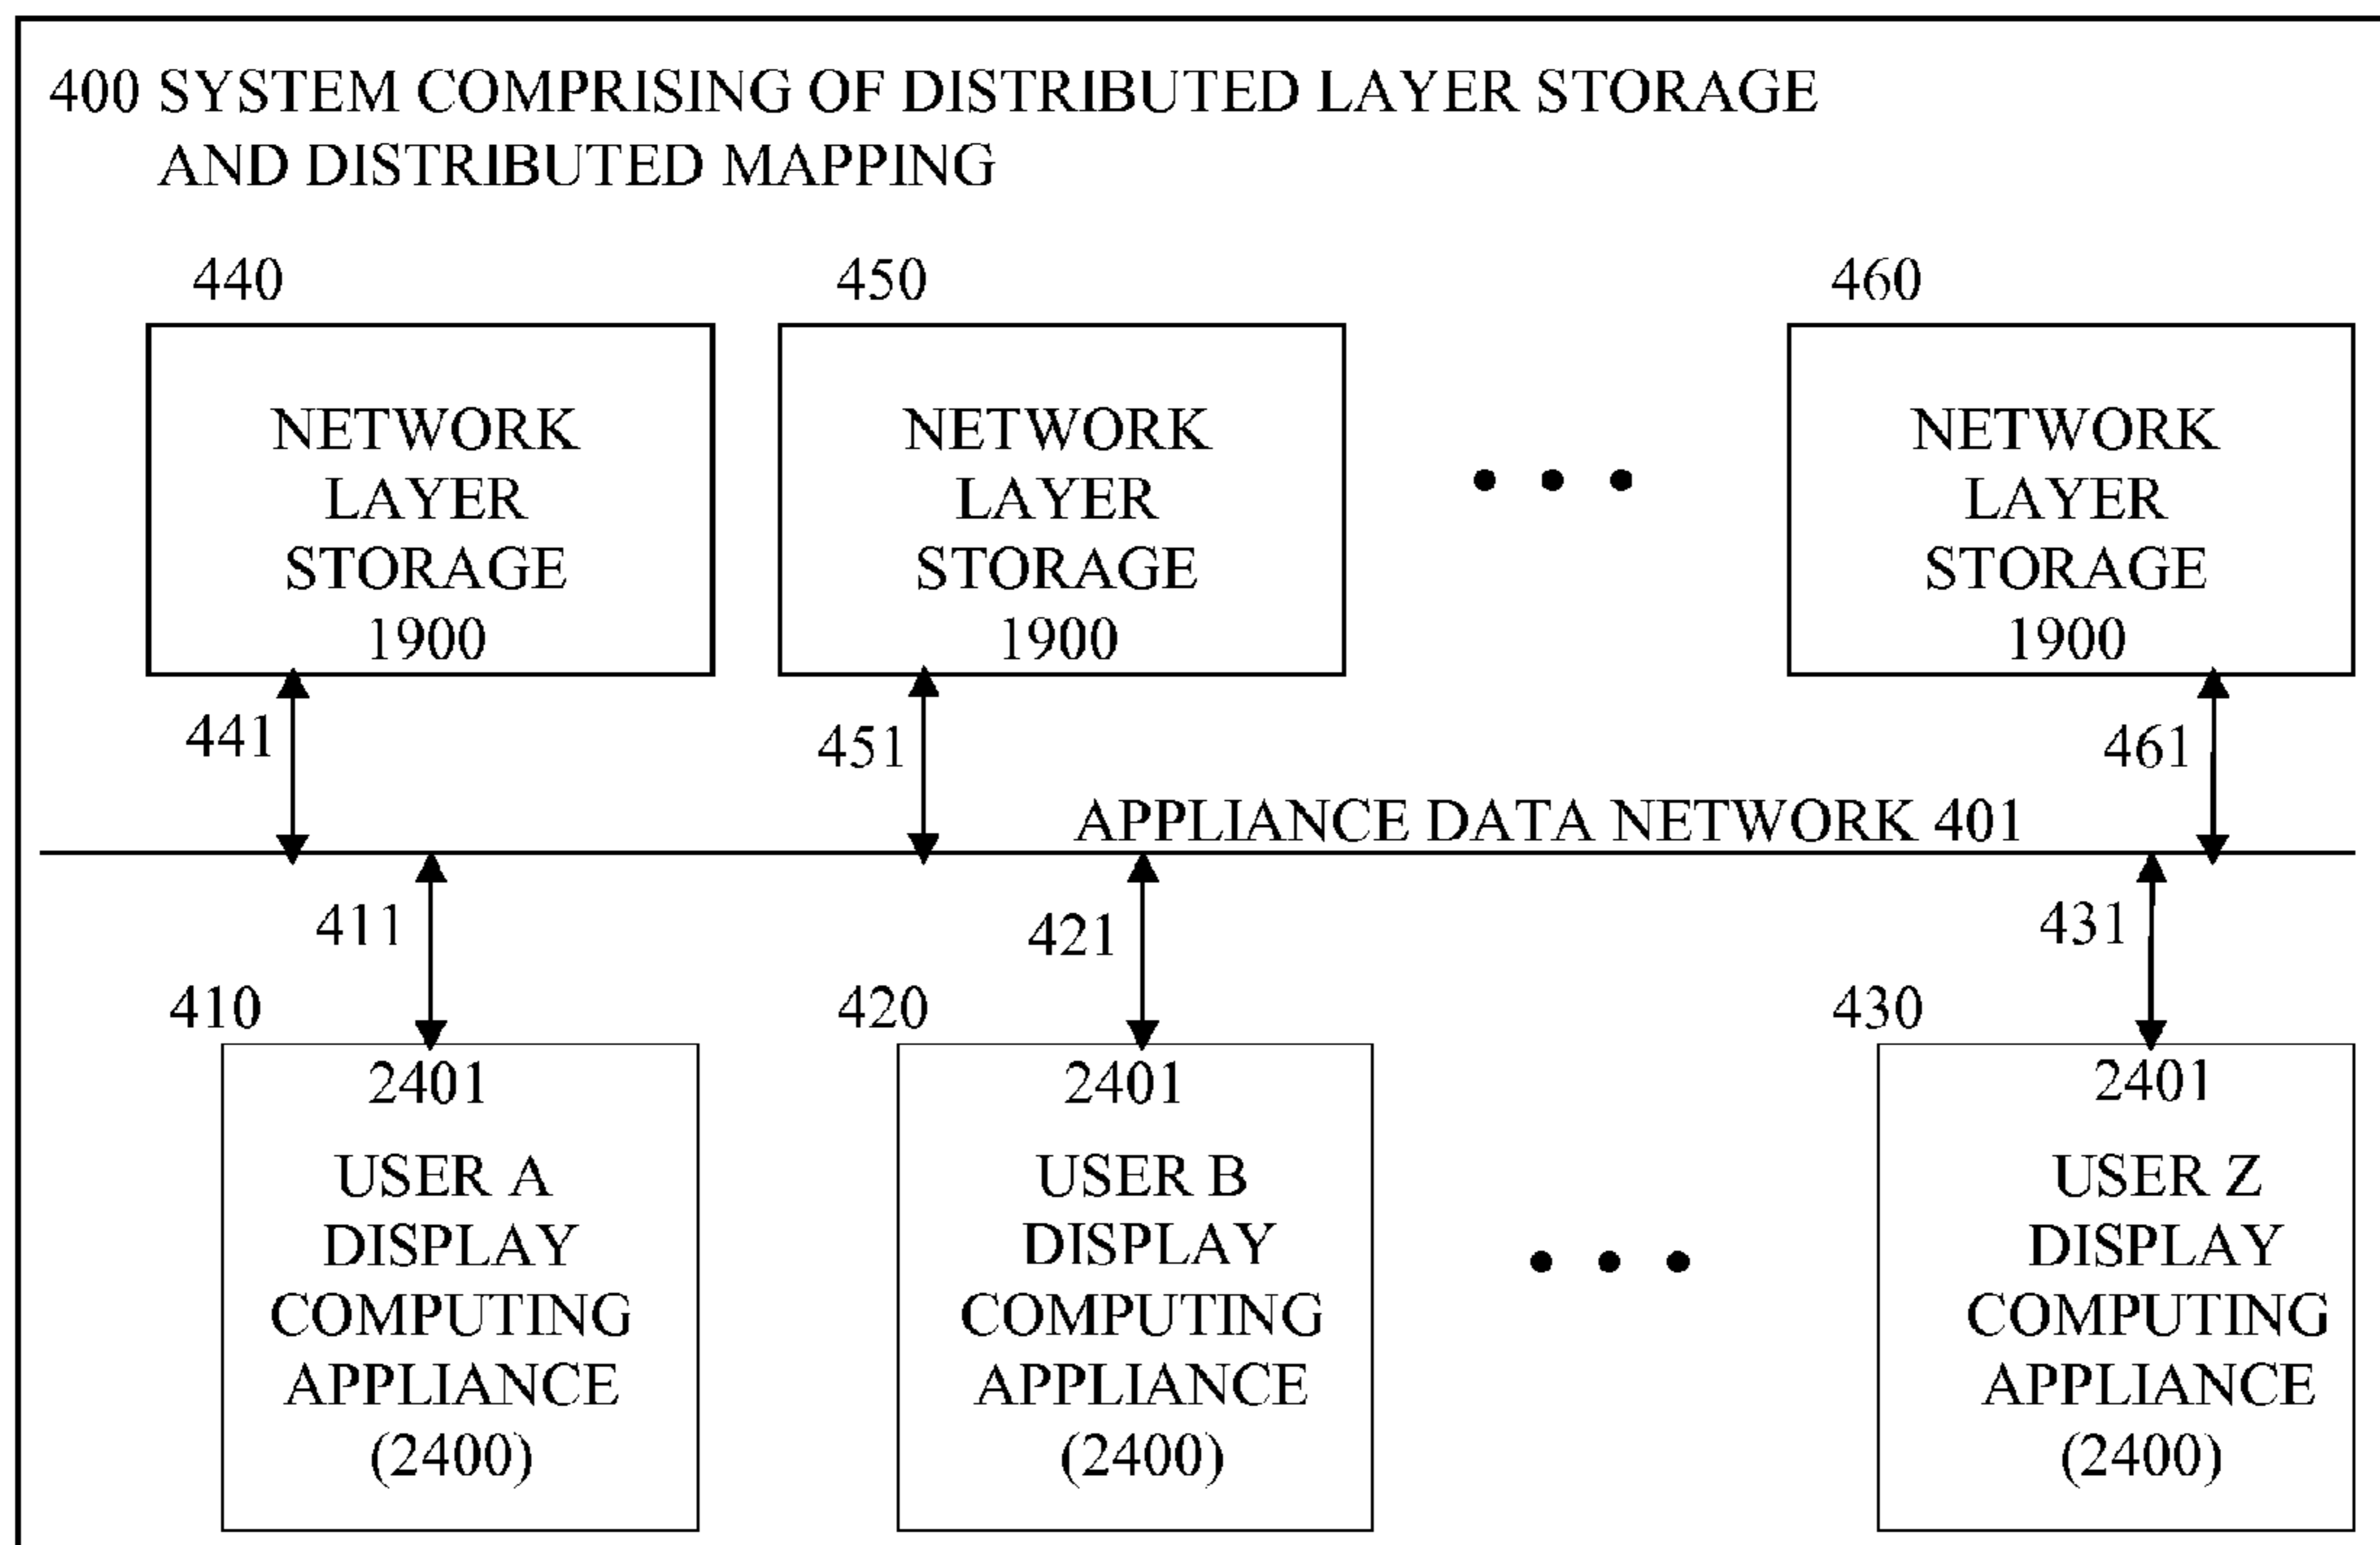 400 SYSTEM COMPRISING OF DISTRIBUTED LAYER STORAGE
AND DISTRIBUTED MAPPING
440
450
460
NETWORK
LAYER
STORAGE
1900
NETWORK
LAYER
STORAGE
1900
NETWORK
LAYER
STORAGE
1900
441
451
461
APPLIANCE DATA NETWORK 401
411
421
431
410
420
430
2401
USER A
DISPLAY
COMPUTING
APPLIANCE
(2400)
2401
USER B
DISPLAY
COMPUTING
APPLIANCE
(2400)
2401
USER Z
DISPLAY
COMPUTING
APPLIANCE
(2400)